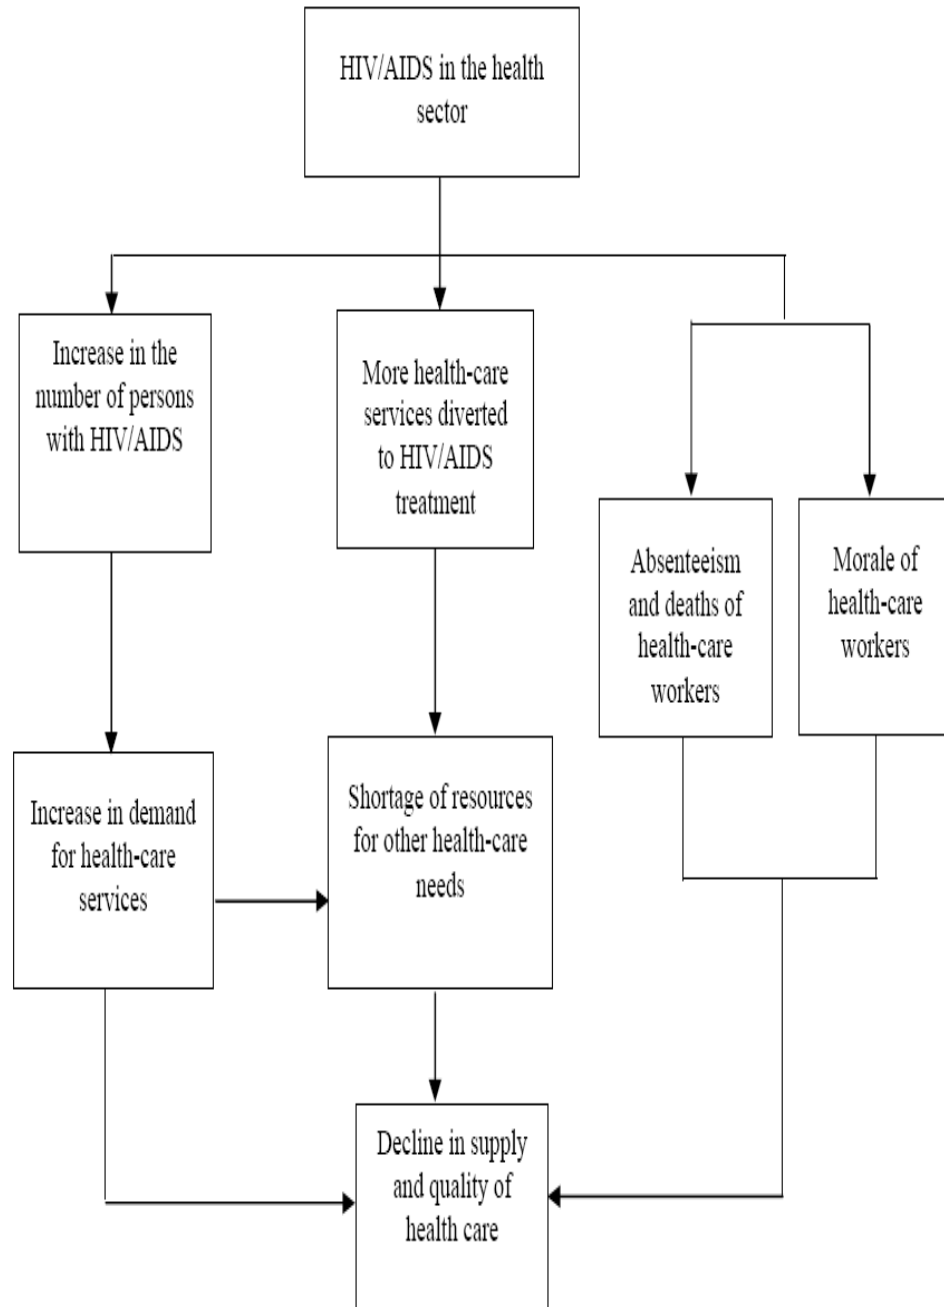 HIV/AIDS in the health
sector
Increase in the
number of persons
with HIV/AIDS
More health-care
services diverted
to HIV/AIDS
treatment
Absenteeism
and deaths of
health-care
workers
Morale of
health-care
workers
Increase in demand
for health-care
services
Shortage of resources
for other health-care
needs
Decline in supply
and quality of
health care